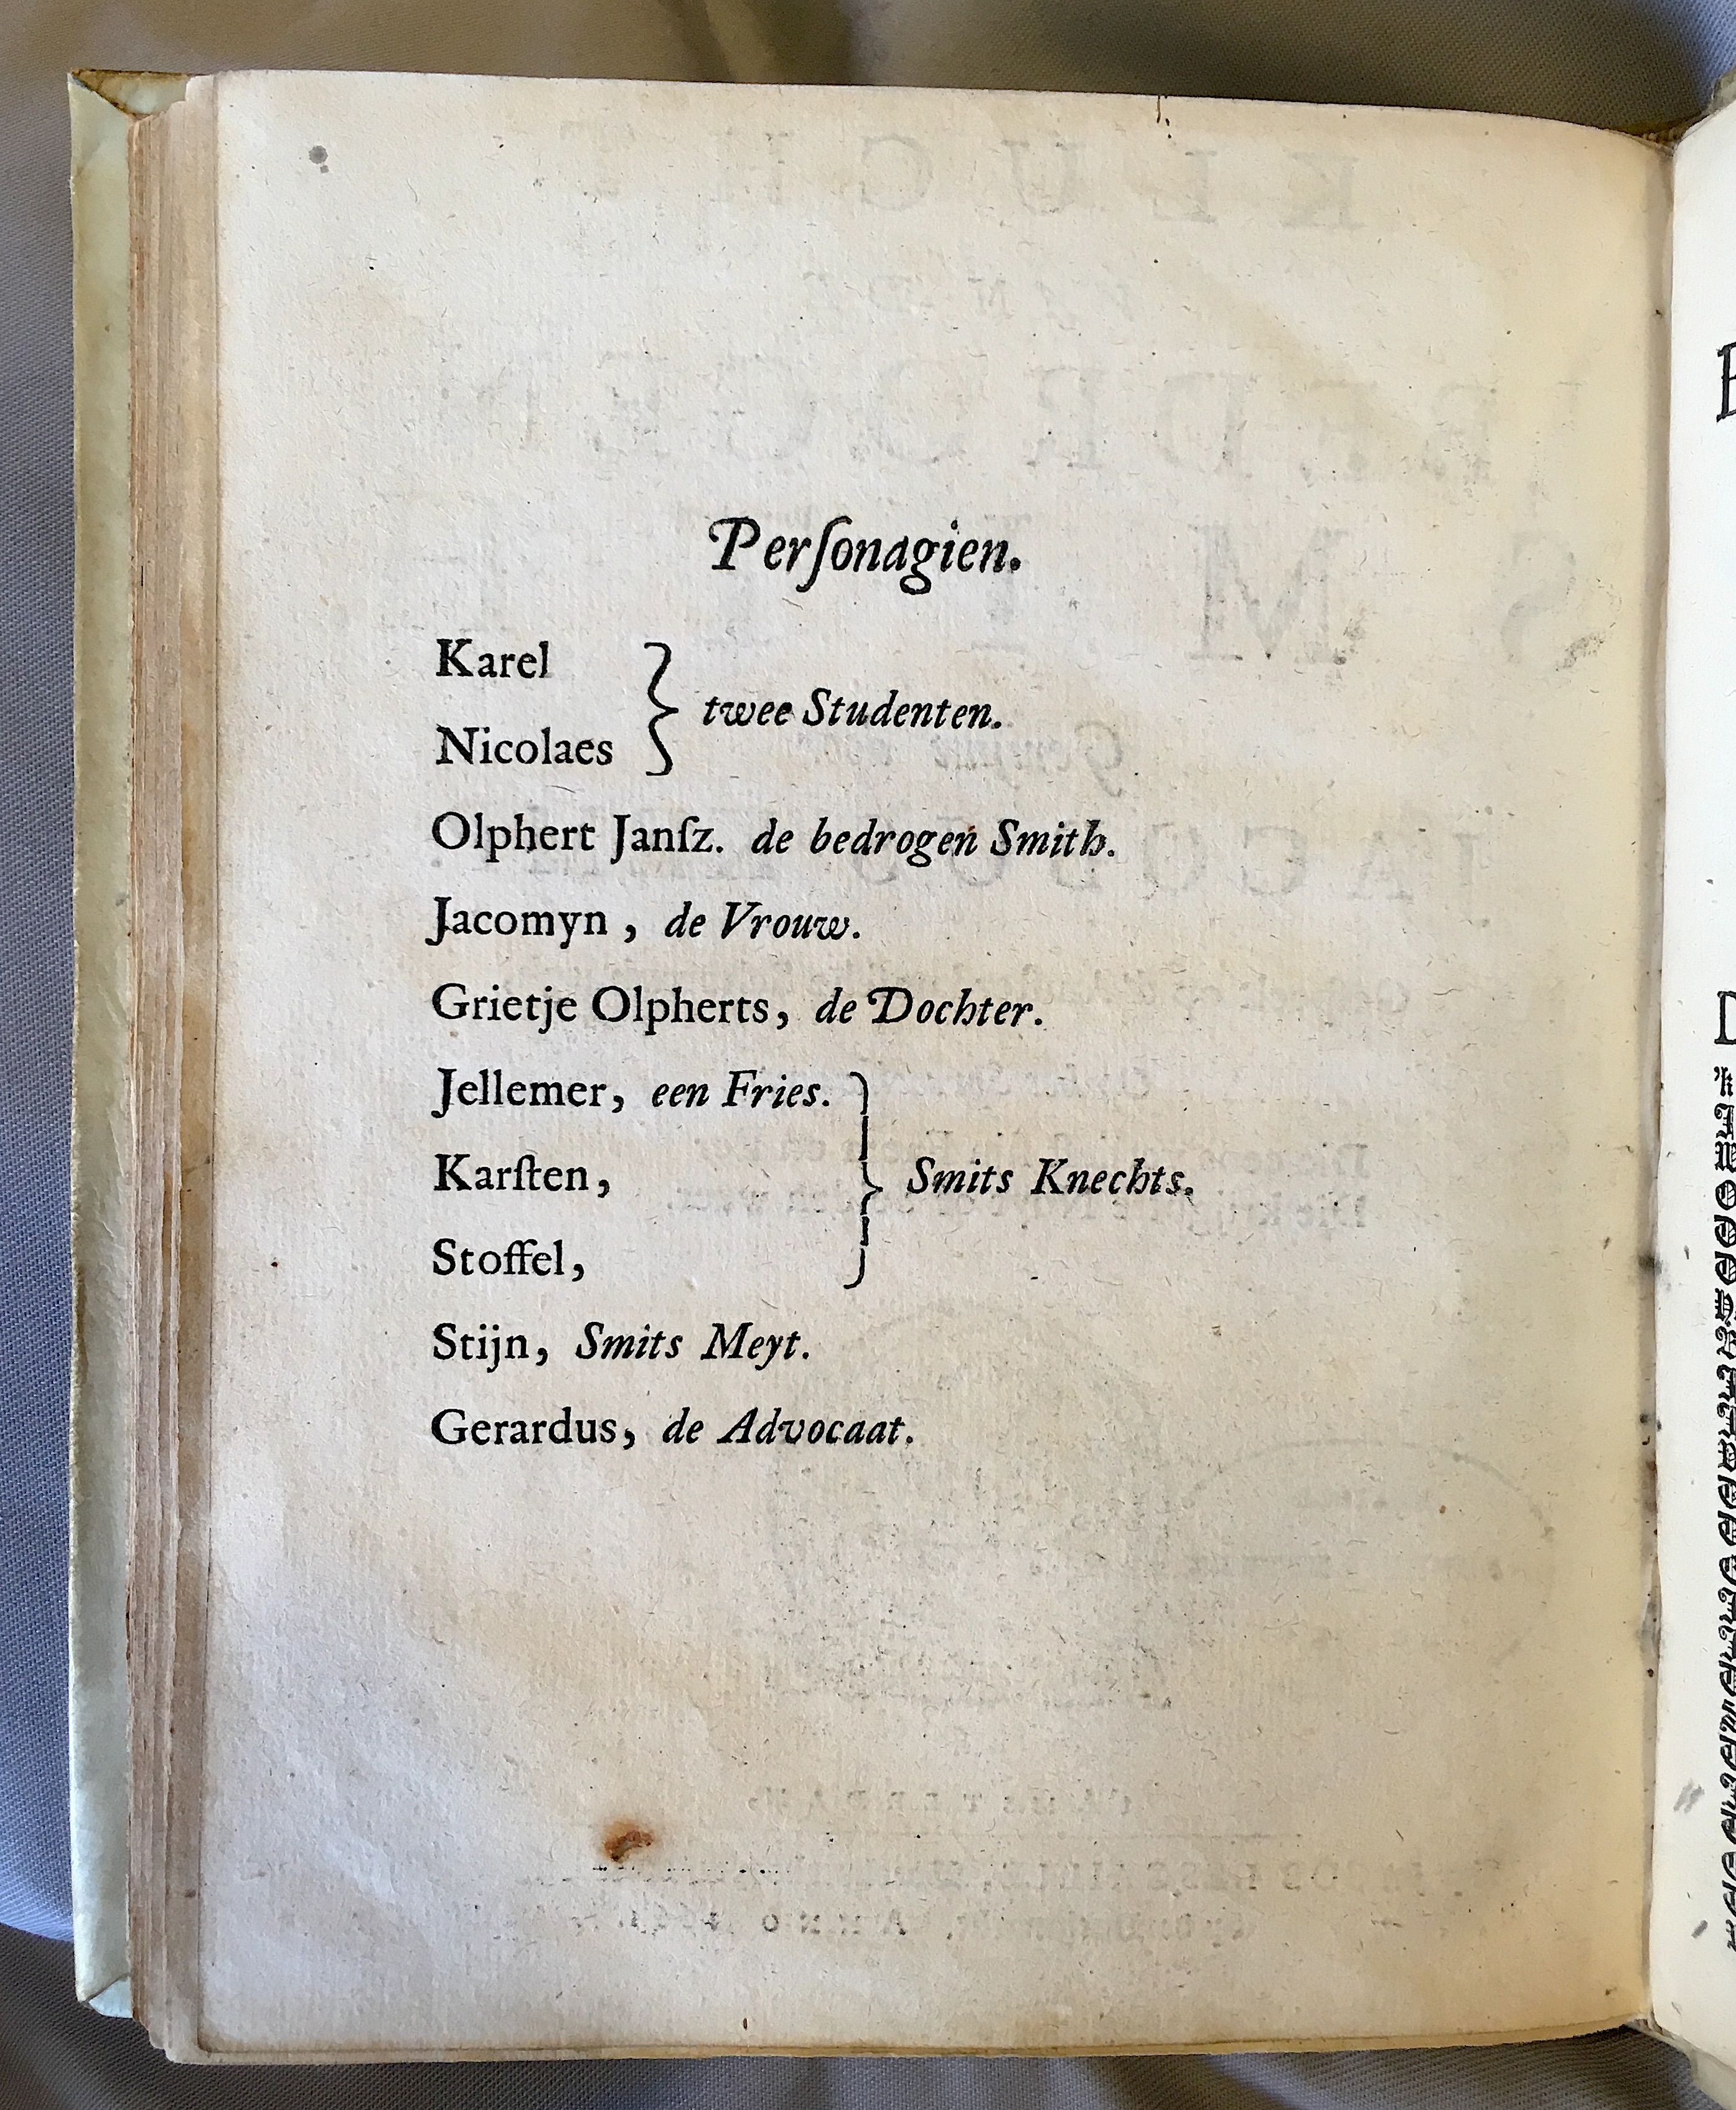 Perſonagien.
Karel
Nicolaes } twee Studenten.
Olphert Janſz. de bedrogen Smith.
Jacomyn, de Vrouw.
Grietje Olpherts, de Dochter.
Jellemer, een Fries.
Karſten, } Smits Knechts.
Stoffel,
Stijn, Smits Meyt.
Gerardus, de Advocaat.